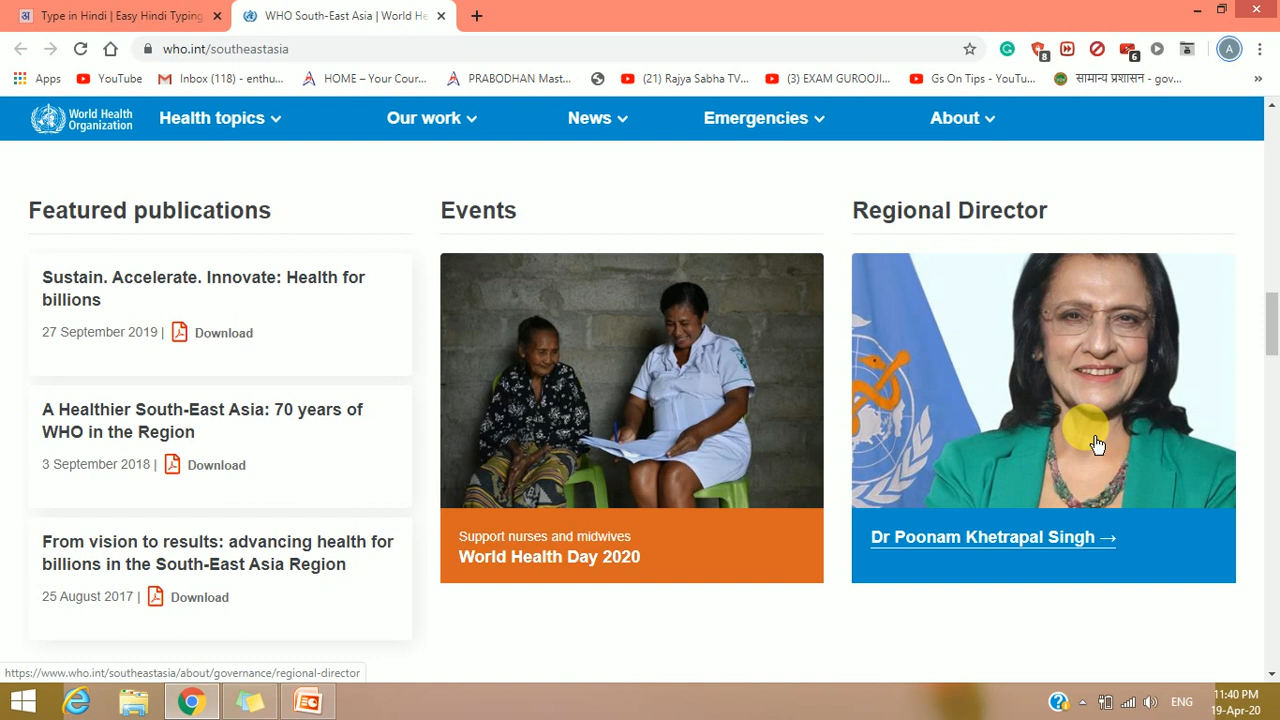 Type in Hindi | Easy Hindi Typing
WHO South-East Asia | World He
who.int/southeastasia
8
6
A
Apps
YouTube
Inbox (118) - enthu...
HOME – Your Cour...
PRABODHAN Mast...
(21) Rajya Sabha TV...
(3) EXAM GUROOJI...
Gs On Tips - YouTu...
सामान्य प्रशासन - gov...
»
World Health
Organization
Health topics
Our work
News
Emergencies
About
Featured publications
Sustain. Accelerate. Innovate: Health for
billions
27 September 2019 |
Download
A Healthier South-East Asia: 70 years of
WHO in the Region
3 September 2018 |
Download
From vision to results: advancing health for
billions in the South-East Asia Region
25 August 2017 |
Download
Events
Support nurses and midwives
World Health Day 2020
Regional Director
Dr Poonam Khetrapal Singh →
https://www.who.int/southeastasia/about/governance/regional-director
ENG
11:40 PM
19-Apr-20